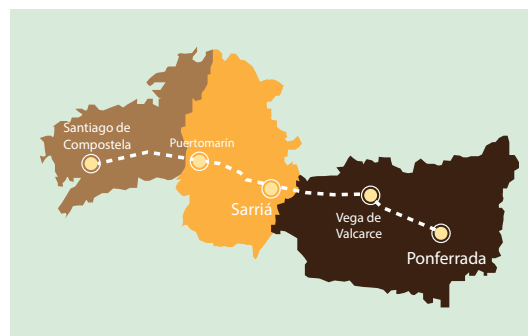 Santiago de
Compostela
Puertomarín
Sarriá
Vega de
Valcarce
Ponferrada